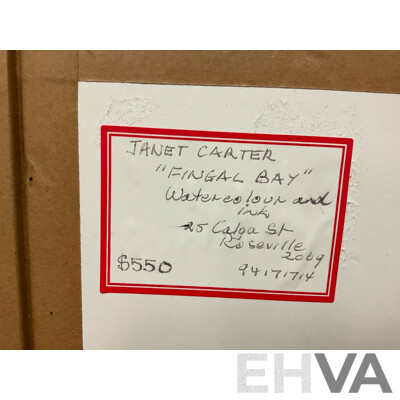 JANET CARTER
"FINGAL BAY"
Watercolour and
ink
25 Calga St
Roseville
2069
$550
94171714
EHVA